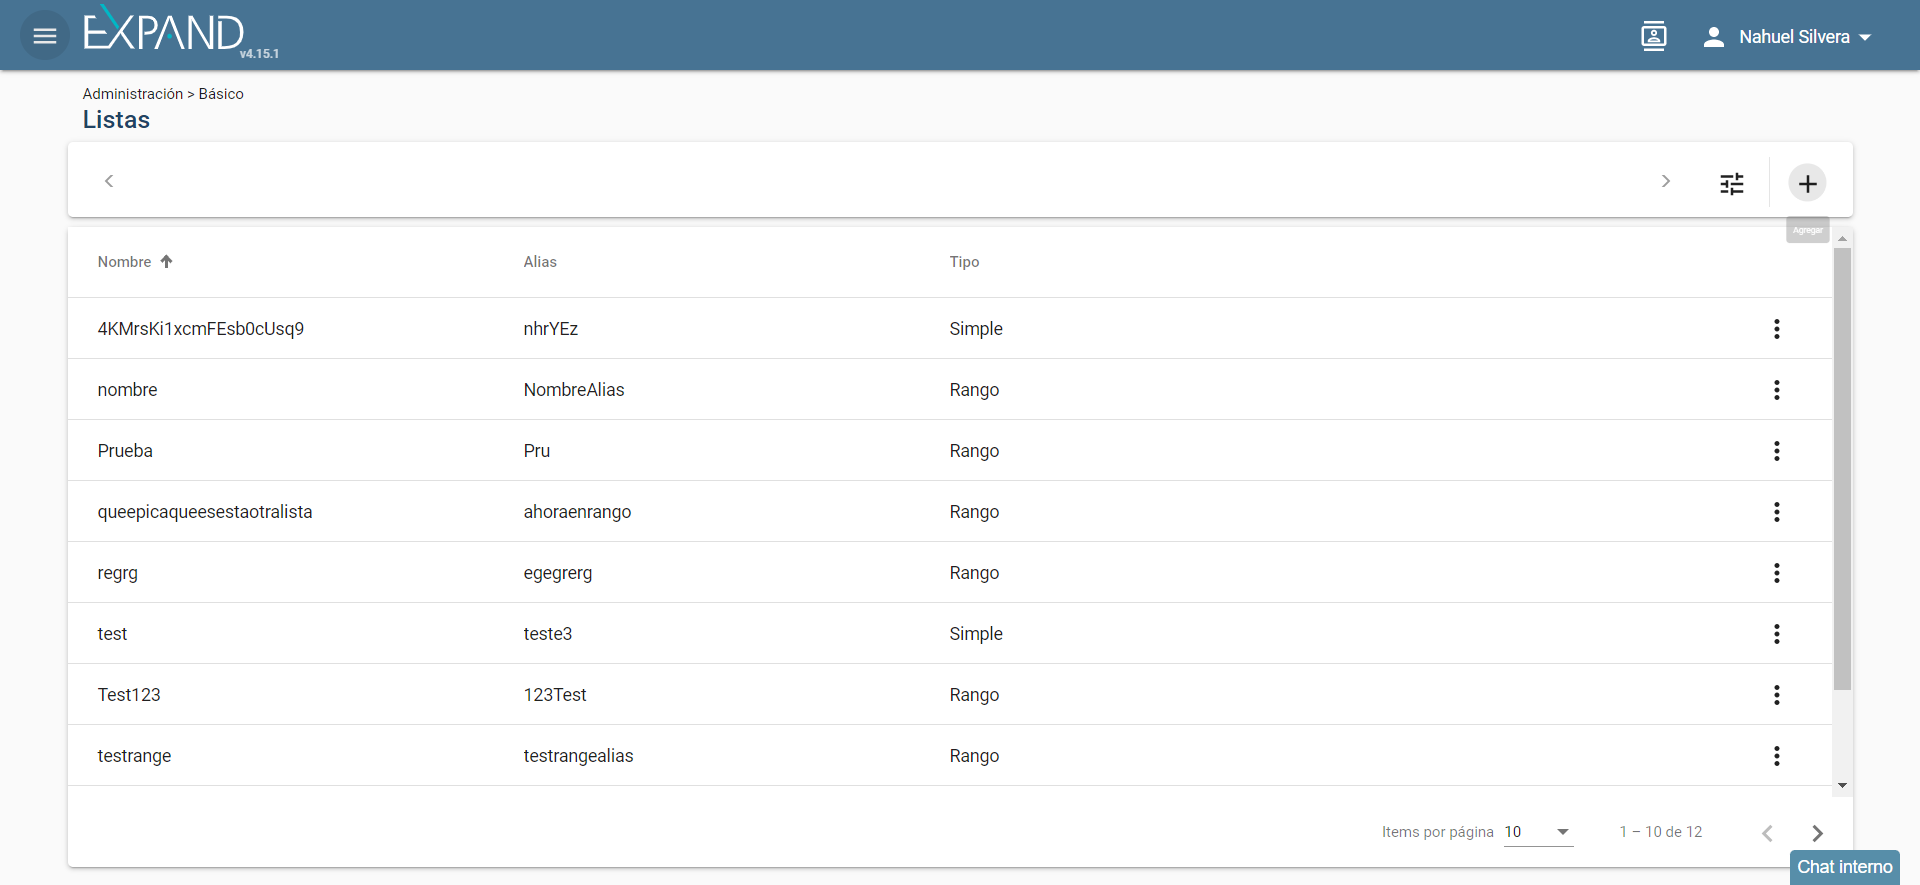 EXPAND v4.15.1
Nahuel Silvera
Administración > Básico
Listas
Agregar
Nombre Alias Tipo
4KMrsKi1xcmFEsb0cUsq9 nhrYEz Simple
nombre NombreAlias Rango
Prueba Pru Rango
queepicaqueesestaotralista ahoraenrango Rango
regrg egegrerg Rango
test teste3 Simple
Test123 123Test Rango
testrange testrangealias Rango
Items por página 10 1 – 10 de 12
Chat interno